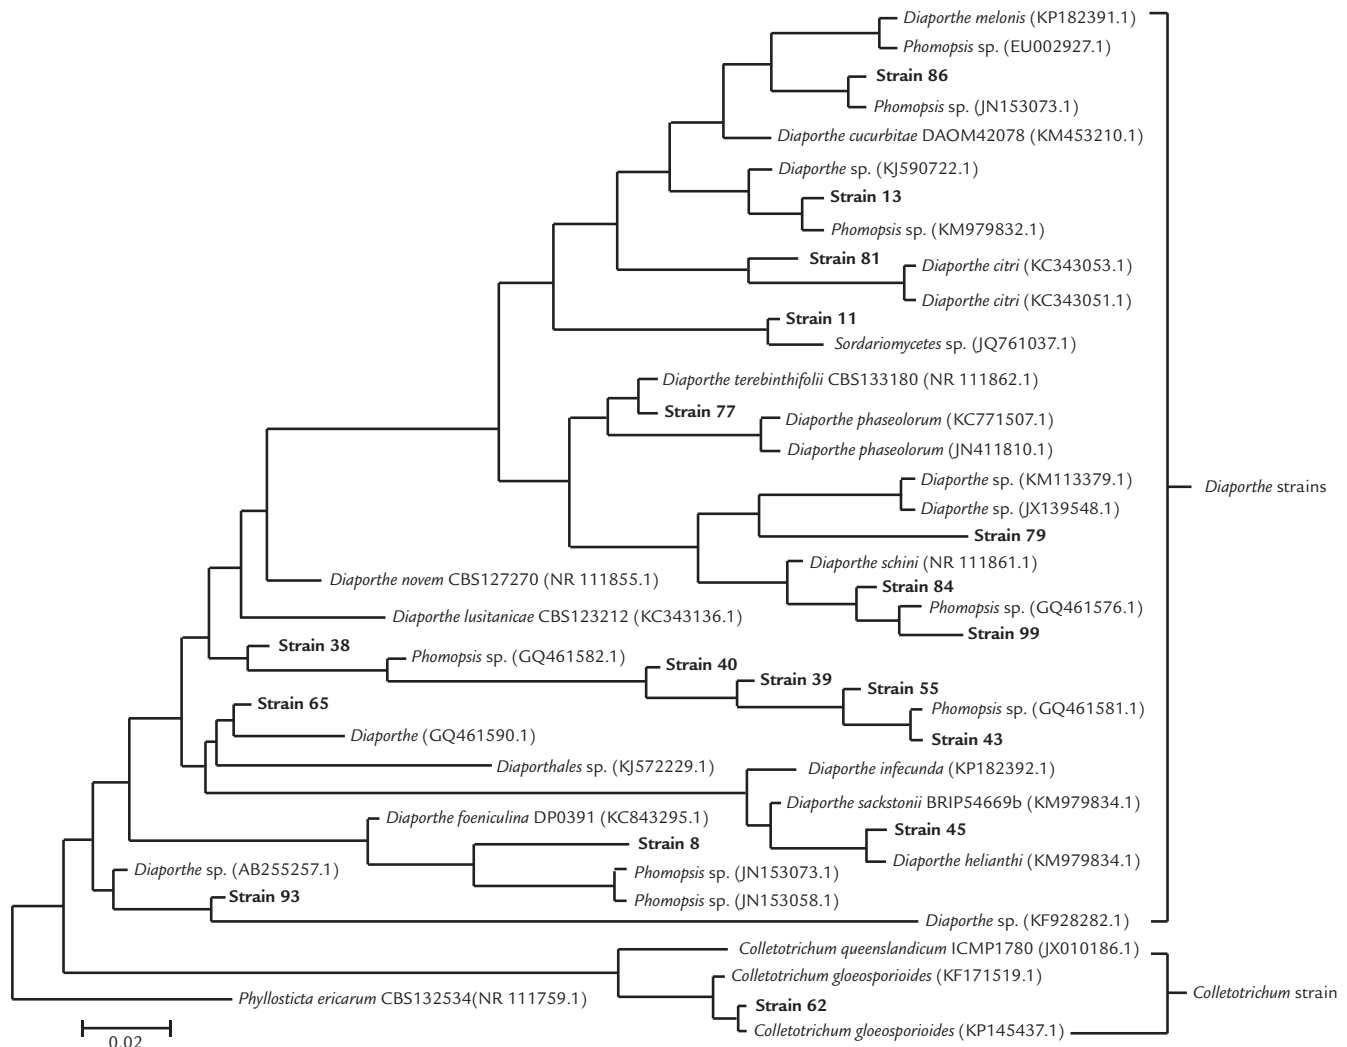 Diaporthe melonis (KP182391.1)
Phomopsis sp. (EU002927.1)
Strain 86
Phomopsis sp. (JN153073.1)
Diaporthe cucurbitae DAOM42078 (KM453210.1)
Diaporthe sp. (KJ590722.1)
Strain 13
Phomopsis sp. (KM979832.1)
Strain 81
Diaporthe citri (KC343053.1)
Diaporthe citri (KC343051.1)
Strain 11
Sordariomycetes sp. (JQ761037.1)
Diaporthe terebinthifolii CBS133180 (NR 111862.1)
Strain 77
Diaporthe phaseolorum (KC771507.1)
Diaporthe phaseolorum (JN411810.1)
Diaporthe sp. (KM113379.1)
Diaporthe strains
Diaporthe sp. (JX139548.1)
Strain 79
Diaporthe schini (NR 111861.1)
Diaporthe novem CBS127270 (NR 111855.1)
Strain 84
Phomopsis sp. (GQ461576.1)
Diaporthe lusitanicae CBS123212 (KC343136.1)
Strain 99
Strain 38
Phomopsis sp. (GQ461582.1)
Strain 40
Strain 39
Strain 55
Strain 65
Phomopsis sp. (GQ461581.1)
Diaporthe (GQ461590.1)
Strain 43
Diaporthales sp. (KJ572229.1)
Diaporthe infecunda (KP182392.1)
Diaporthe sackstonii BRIP54669b (KM979834.1)
Diaporthe foeniculina DP0391 (KC843295.1)
Strain 45
Strain 8
Diaporthe helianthi (KM979834.1)
Diaporthe sp. (AB255257.1)
Phomopsis sp. (JN153073.1)
Strain 93
Phomopsis sp. (JN153058.1)
Diaporthe sp. (KF928282.1)
Colletotrichum queenslandicum ICMP1780 (JX010186.1)
Colletotrichum gloeosporioides (KF171519.1)
Colletotrichum strain
Phyllosticta ericarum CBS132534(NR 111759.1)
Strain 62
Colletotrichum gloeosporioides (KP145437.1)
0.02